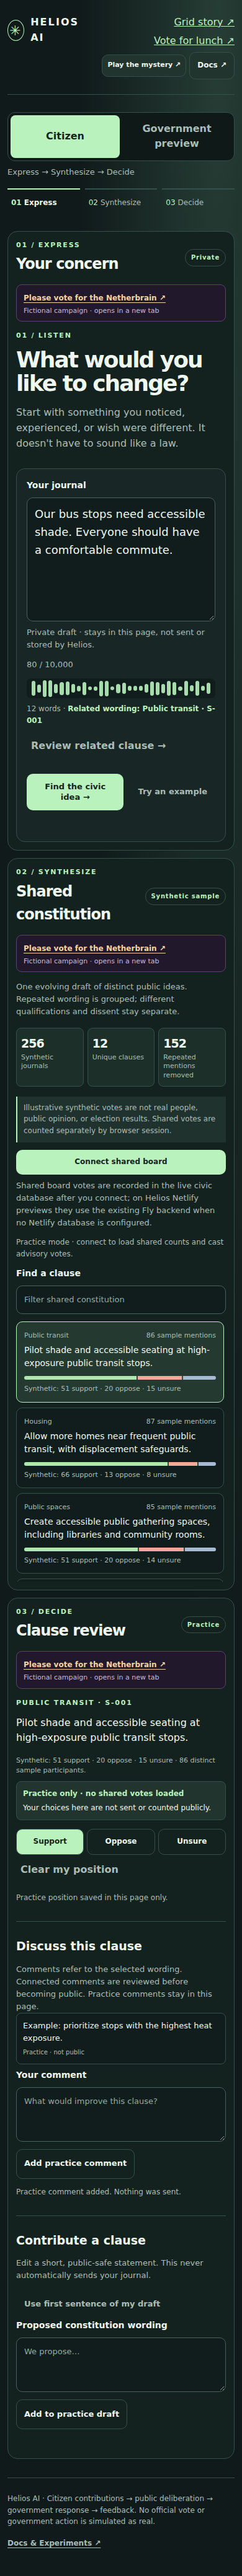 HELIOS
AI
Grid story ↗
Vote for lunch ↗
Play the mystery ↗
Docs ↗
Citizen
Government
preview
Express → Synthesize → Decide
01 Express
02 Synthesize
03 Decide
01 / EXPRESS
Your concern
Private
Please vote for the Netherbrain ↗
Fictional campaign · opens in a new tab
01 / LISTEN
What would you
like to change?
Start with something you noticed,
experienced, or wish were different. It
doesn't have to sound like a law.
Your journal
Our bus stops need accessible
shade. Everyone should have
a comfortable commute.
Private draft · stays in this page, not sent or
stored by Helios.
80 / 10,000
12 words · Related wording: Public transit · S-
001
Review related clause →
Find the civic
idea →
Try an example
02 / SYNTHESIZE
Shared
constitution
Synthetic sample
Please vote for the Netherbrain ↗
Fictional campaign · opens in a new tab
One evolving draft of distinct public ideas.
Repeated wording is grouped; different
qualifications and dissent stay separate.
256
Synthetic
journals
12
Unique clauses
152
Repeated
mentions
removed
Illustrative synthetic votes are not real people,
public opinion, or election results. Shared votes are
counted separately by browser session.
Connect shared board
Shared board votes are recorded in the live civic
database after you connect; on Helios Netlify
previews they use the existing Fly backend when
no Netlify database is configured.
Practice mode · connect to load shared counts and cast
advisory votes.
Find a clause
Filter shared constitution
Public transit
86 sample mentions
Pilot shade and accessible seating at high-
exposure public transit stops.
Synthetic: 51 support · 20 oppose · 15 unsure
Housing
87 sample mentions
Allow more homes near frequent public
transit, with displacement safeguards.
Synthetic: 66 support · 13 oppose · 8 unsure
Public spaces
85 sample mentions
Create accessible public gathering spaces,
including libraries and community rooms.
Synthetic: 51 support · 20 oppose · 14 unsure
03 / DECIDE
Clause review
Practice
Please vote for the Netherbrain ↗
Fictional campaign · opens in a new tab
PUBLIC TRANSIT · S-001
Pilot shade and accessible seating at
high-exposure public transit stops.
Synthetic: 51 support · 20 oppose · 15 unsure · 86 distinct
sample participants.
Practice only · no shared votes loaded
Your choices here are not sent or counted publicly.
Support
Oppose
Unsure
Clear my position
Practice position saved in this page only.
Discuss this clause
Comments refer to the selected wording.
Connected comments are reviewed before
becoming public. Practice comments stay in this
page.
Example: prioritize stops with the highest heat
exposure.
Practice · not public
Your comment
What would improve this clause?
Add practice comment
Practice comment added. Nothing was sent.
Contribute a clause
Edit a short, public-safe statement. This never
automatically sends your journal.
Use first sentence of my draft
Proposed constitution wording
We propose…
Add to practice draft
Helios AI · Citizen contributions → public deliberation →
government response → feedback. No official vote or
government action is simulated as real.
Docs & Experiments ↗